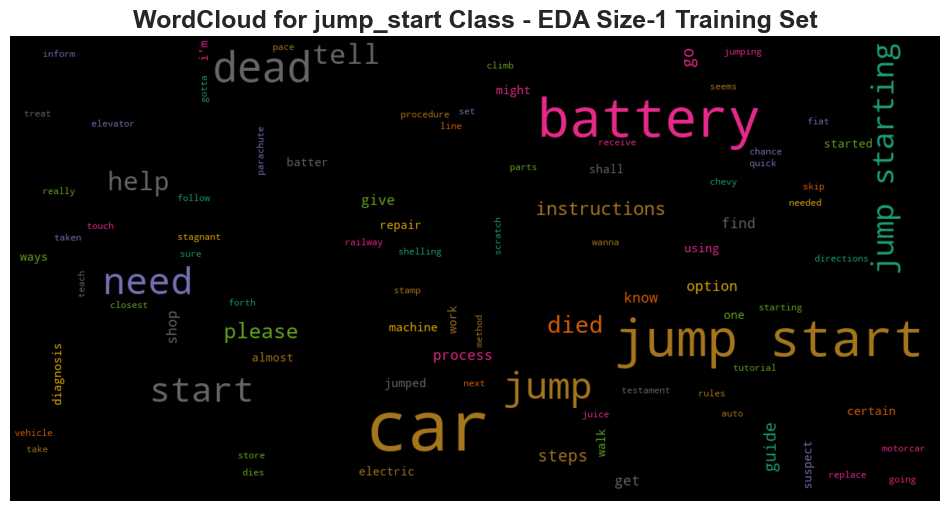 WordCloud for jump_start Class - EDA Size-1 Training Set
i'm
pace
tell
go
jumping
inform
dead
climb
gotta
might
seems
jump starting
treat
elevator
procedure
set
line
battery
fiat
parachute
batter
receive
chance
quick
started
help
parts
shall
chevy
really
follow
give
instructions
skip
needed
touch
repair
find
taken
stagnant
railway
scratch
wanna
using
ways
sure
shelling
directions
teach
need
stamp
option
closest
forth
know
starting
shop
please
machine
work
method
died
one
jump start
diagnosis
almost
process
tutorial
start
jumped
next
jump
testament
rules
vehicle
car
juice
auto
certain
take
store
walk
guide
suspect
motorcar
dies
electric
steps
get
replace
going